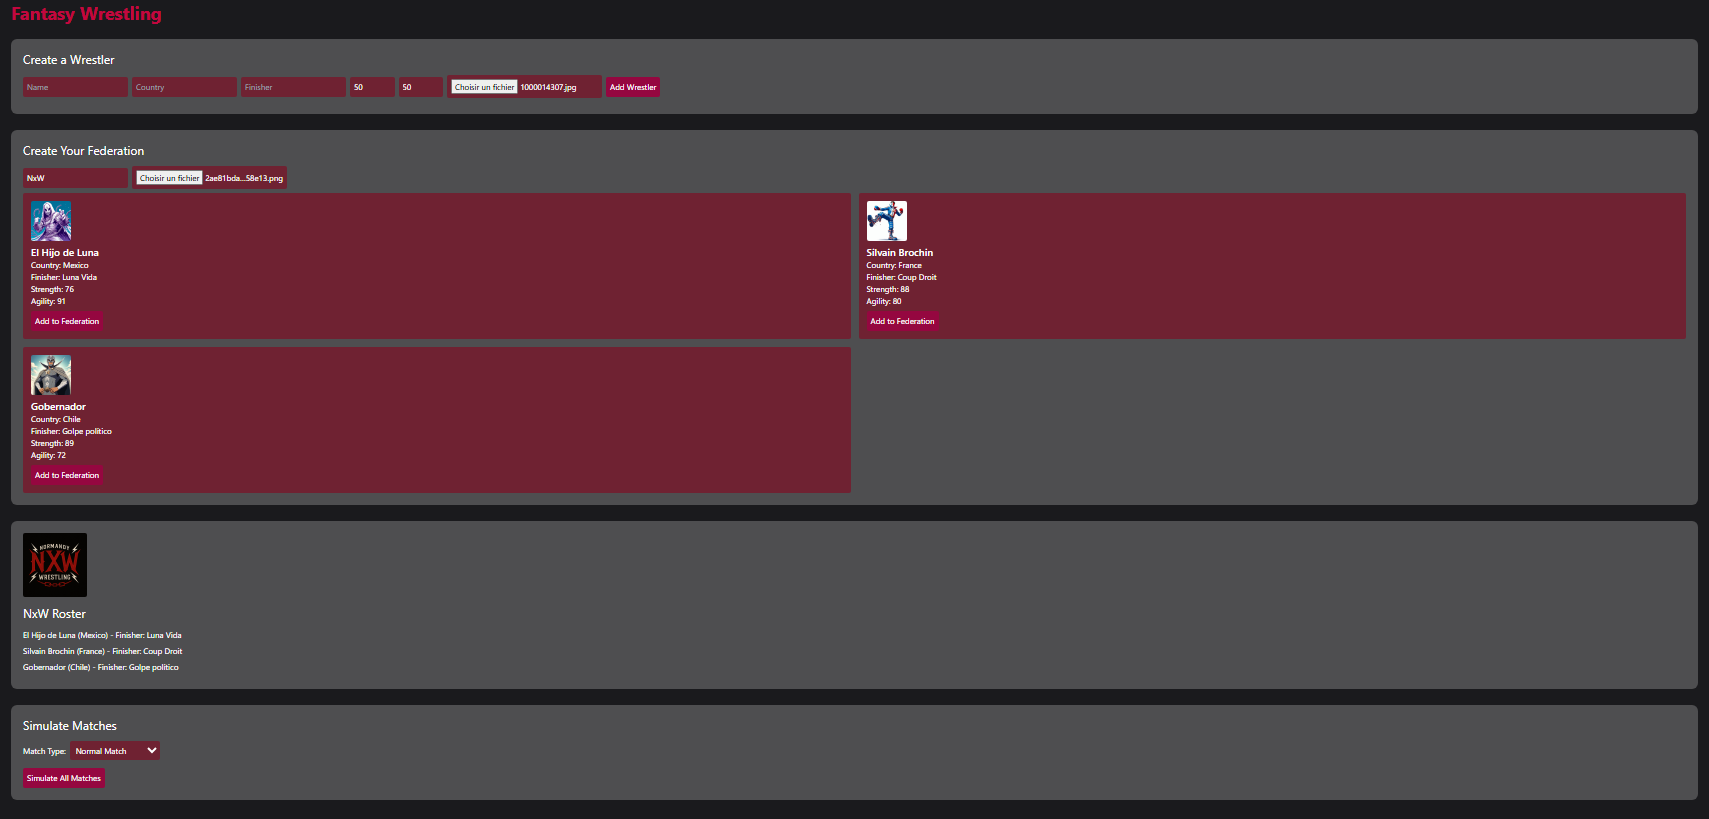 Fantasy Wrestling
Create a Wrestler
Name Country Finisher 50 50 Choisir un fichier 1000014307.jpg Add Wrestler
Create Your Federation
NxW Choisir un fichier 2ae81bda...58e13.png
El Hijo de Luna
Country: Mexico
Finisher: Luna Vida
Strength: 76
Agility: 91
Add to Federation
Silvain Brochin
Country: France
Finisher: Coup Droit
Strength: 88
Agility: 80
Add to Federation
Gobernador
Country: Chile
Finisher: Golpe politico
Strength: 89
Agility: 72
Add to Federation
NORMANDY
NXW
WRESTLING
NxW Roster
El Hijo de Luna (Mexico) - Finisher: Luna Vida
Silvain Brochin (France) - Finisher: Coup Droit
Gobernador (Chile) - Finisher: Golpe politico
Simulate Matches
Match Type: Normal Match
Simulate All Matches